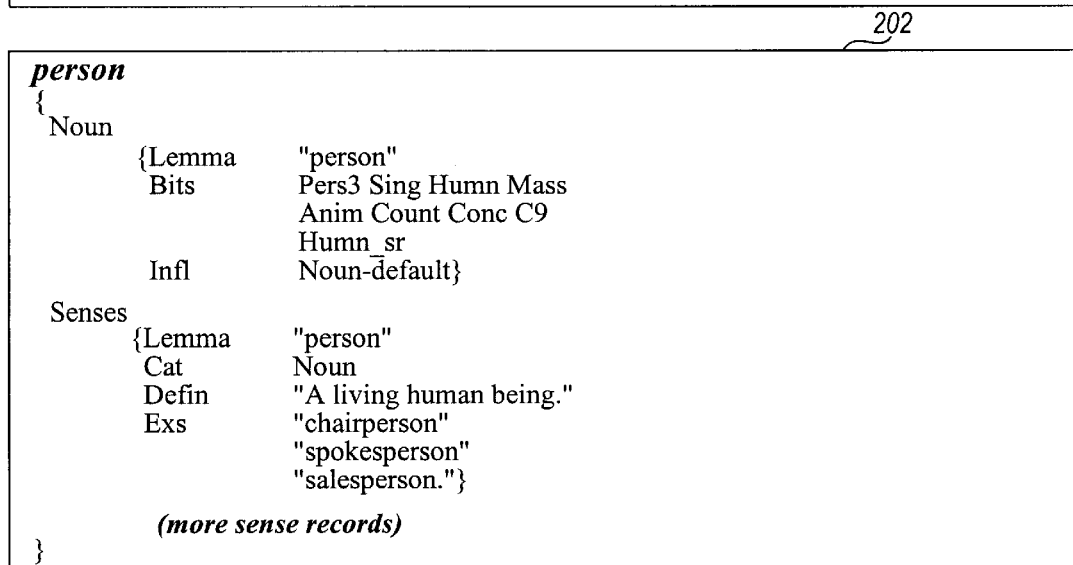 202
person
{
Noun
{Lemma "person"
Bits Pers3 Sing Humn Mass
Anim Count Conc C9
Humn_sr
Infl Noun-default}
Senses
{Lemma "person"
Cat Noun
Defin "A living human being."
Exs "chairperson"
"spokesperson"
"salesperson."}
(more sense records)
}